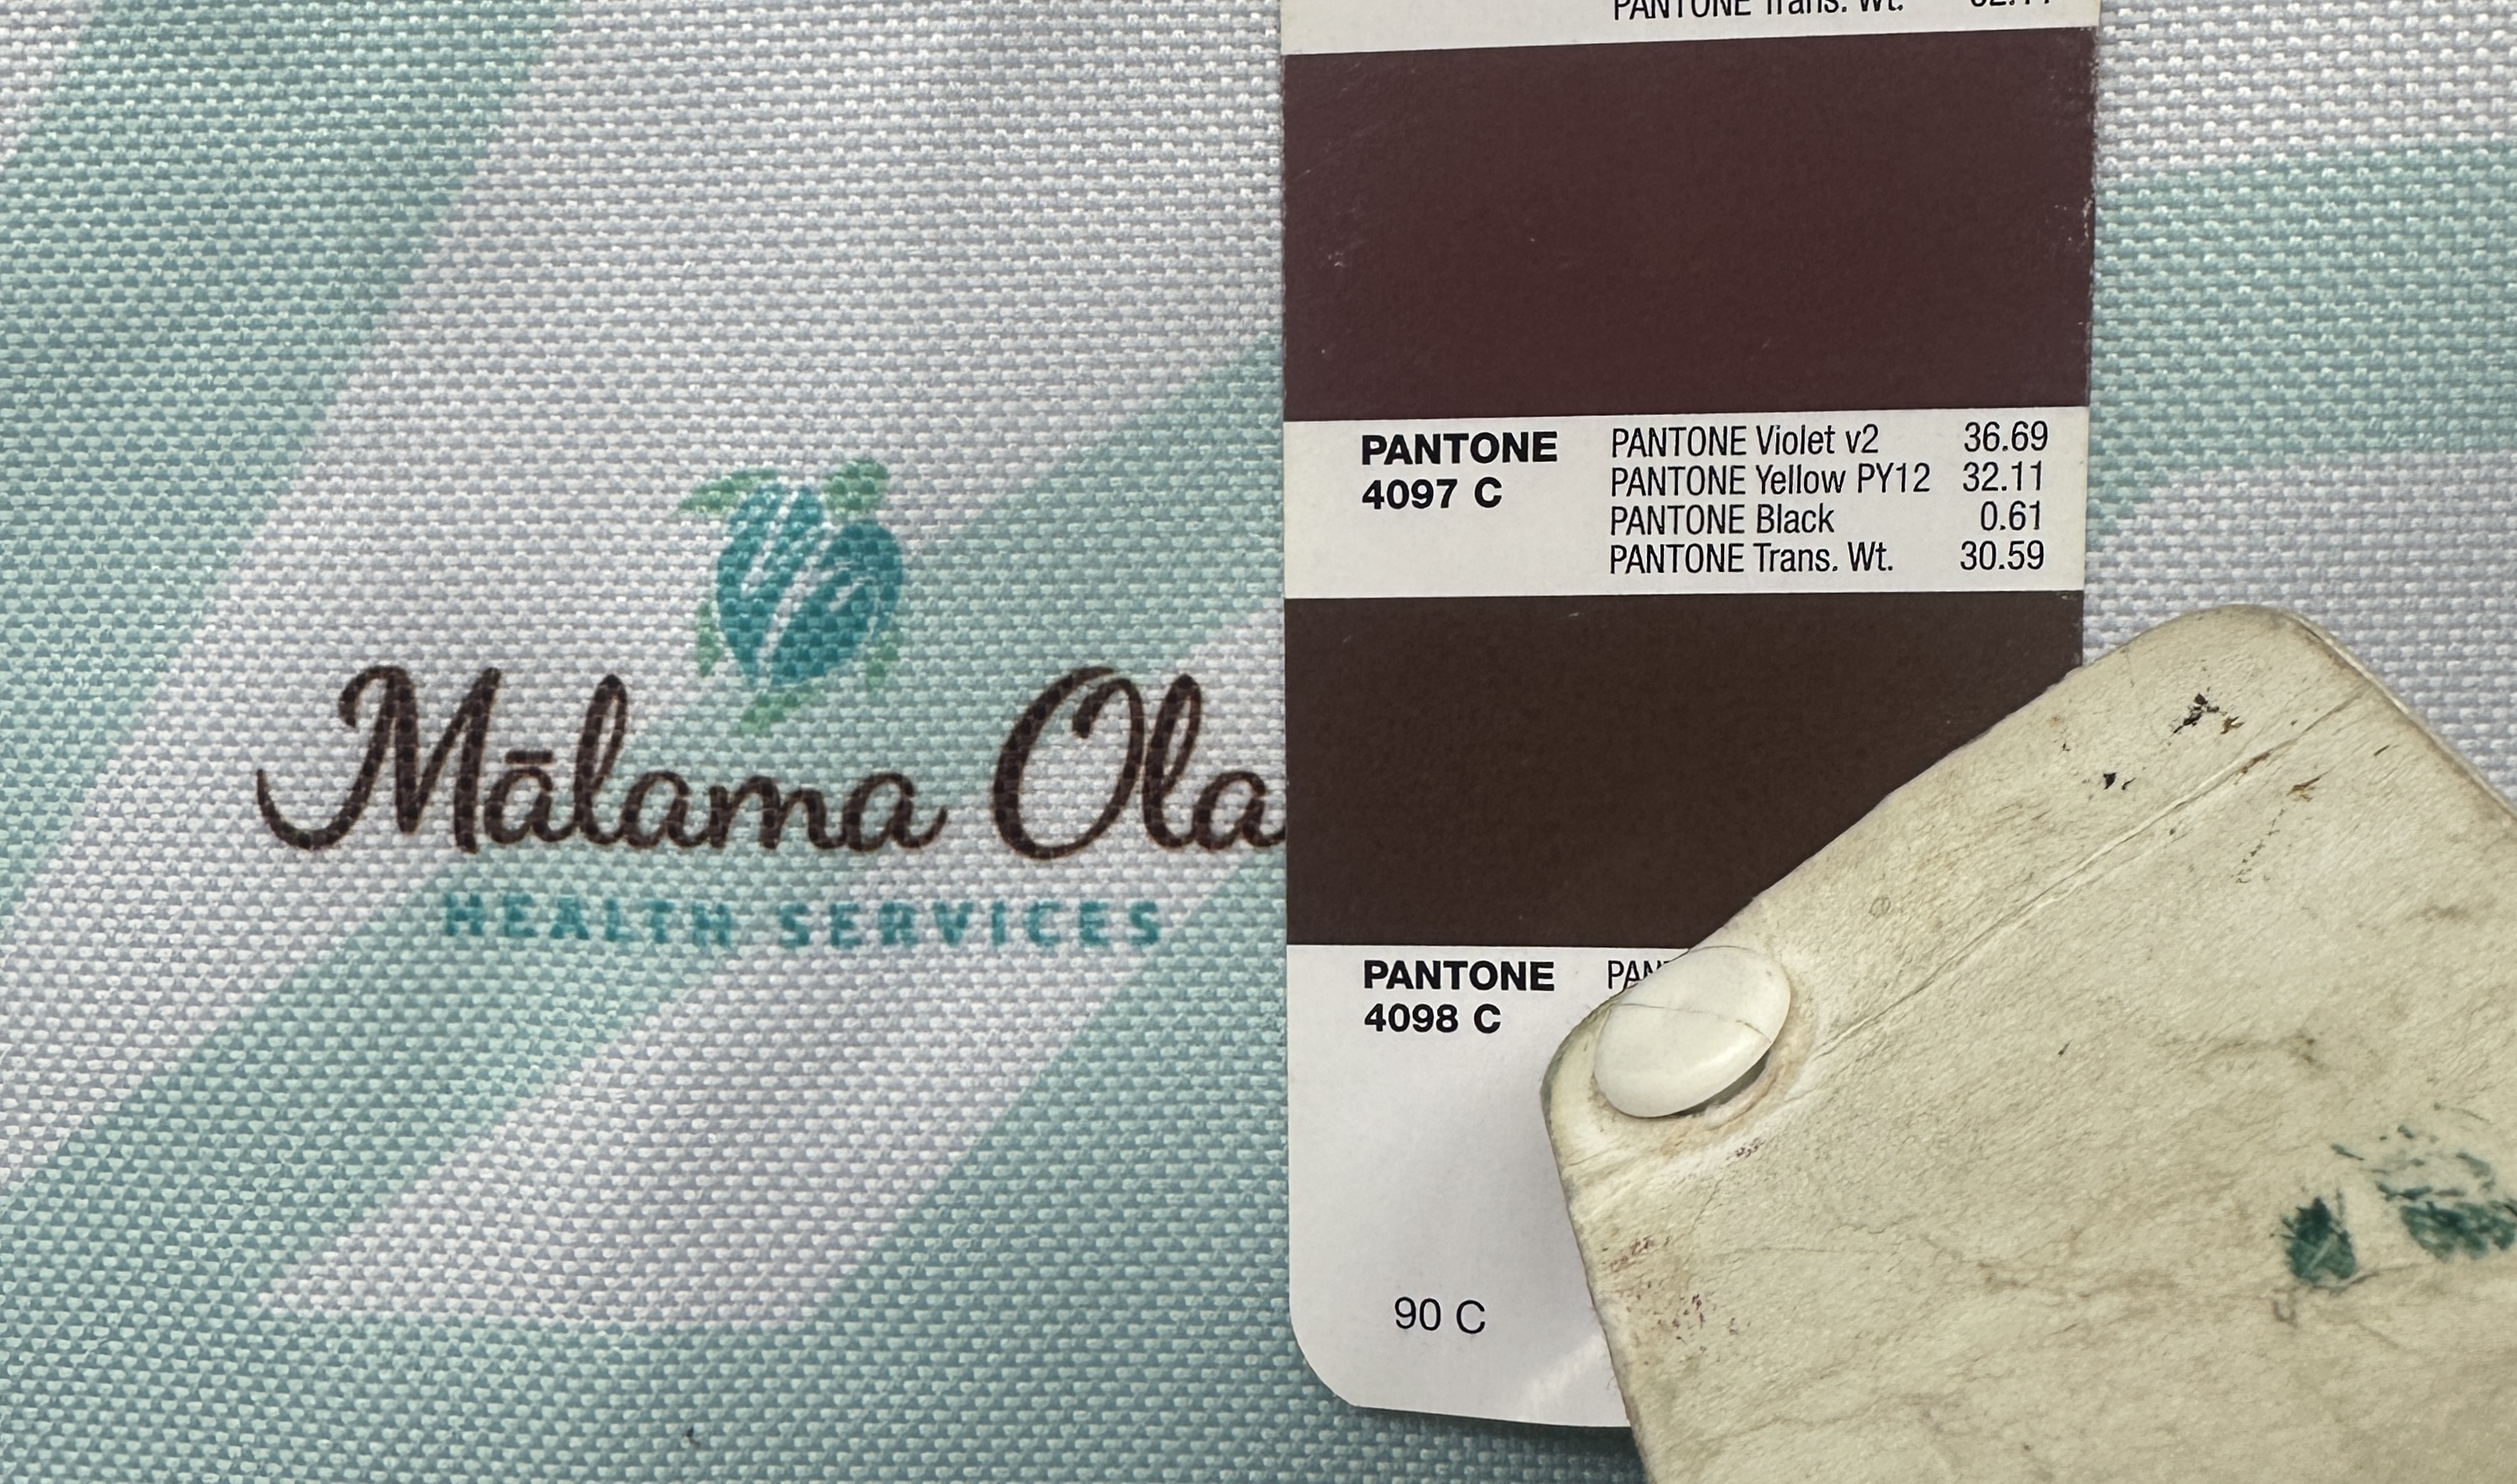 Mālama Ola
HEALTH SERVICES
PANTONE Trans. Wt.
PANTONE
4097 C
PANTONE Violet v2 36.69
PANTONE Yellow PY12 32.11
PANTONE Black 0.61
PANTONE Trans. Wt. 30.59
PANTONE
4098 C
PAN
90 C